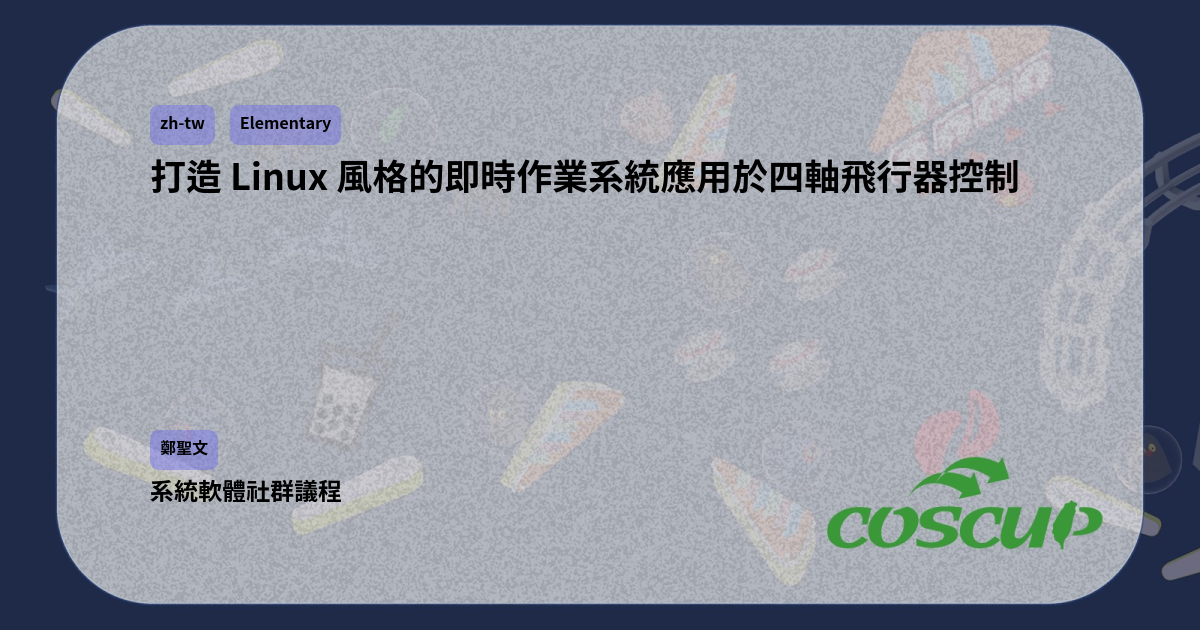 zh-tw Elementary
打造 Linux 風格的即時作業系統應用於四軸飛行器控制
鄭聖文
系統軟體社群議程
COSCUP